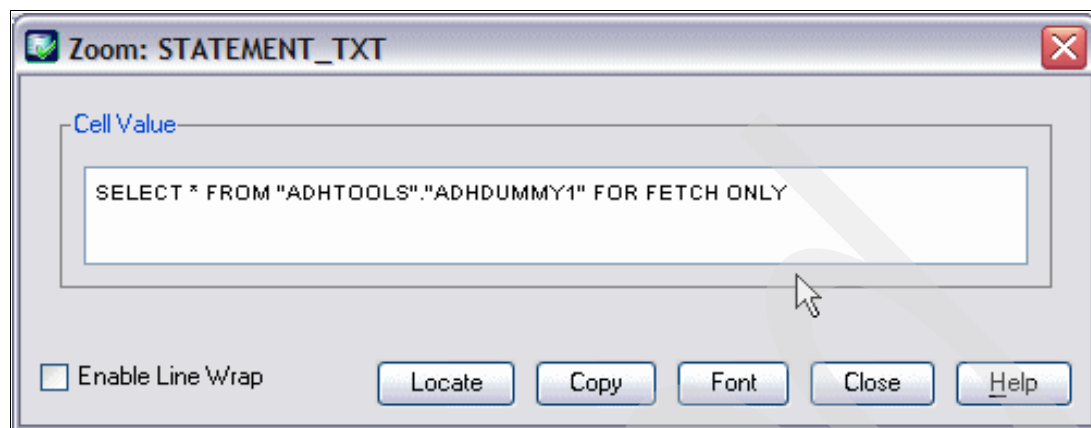 Zoom: STATEMENT_TXT
Cell Value
SELECT * FROM "ADHTOOLS"."ADHDUMMY1" FOR FETCH ONLY
Enable Line Wrap
Locate
Copy
Font
Close
Help